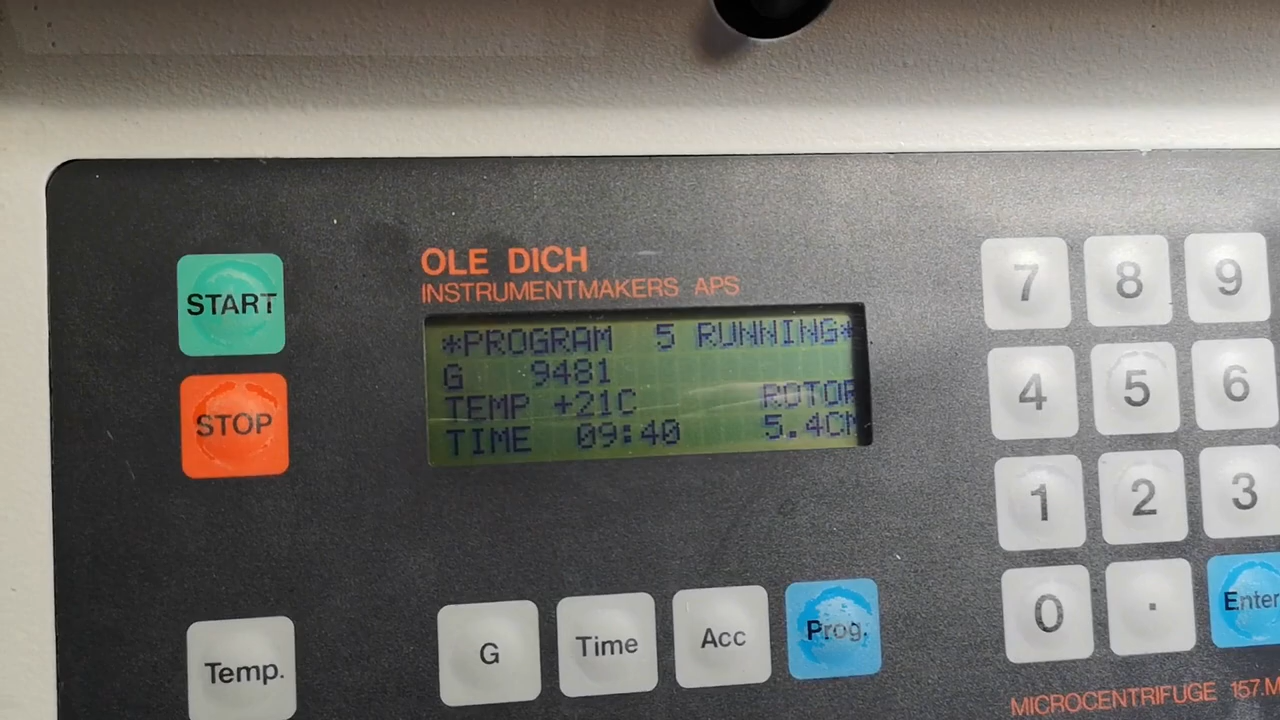 OLE DICH
INSTRUMENTMAKERS APS
START
STOP
*PROGRAM 5 RUNNING*
G 9481
TEMP +21C ROTOR
TIME 09:40 5.4CM
7 8 9
4 5 6
1 2 3
0 . Enter
Temp. G Time Acc Prog.
MICROCENTRIFUGE 157.M